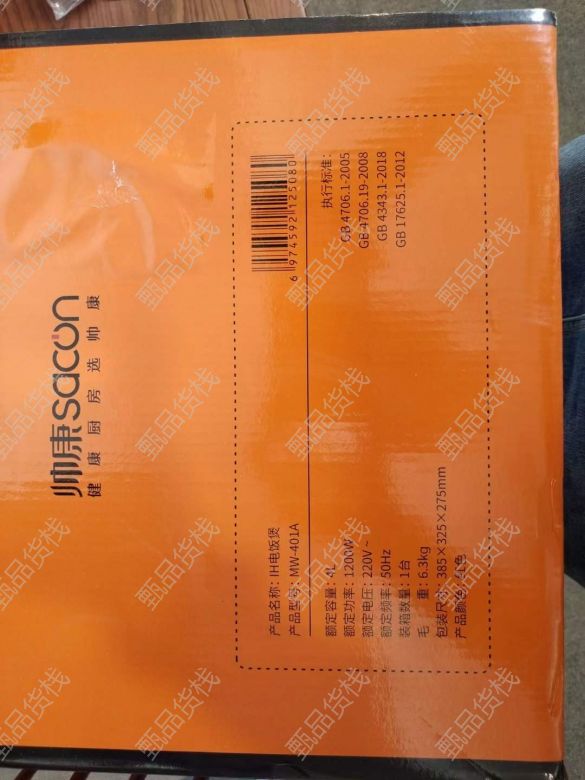 帅康sacon
健康厨房选帅康
产品名称：IH电饭煲
产品型号：MW-401A
额定容量：4L
额定功率：1200W
额定电压：220V~
额定频率：50Hz
装箱数量：1台
毛 重：6.3kg
包装尺寸：385×325×275mm
产品颜色：
6 974592 125080
执行标准：
GB 4706.1-2005
GB 4706.19-2008
GB 4343.1-2018
GB 17625.1-2012
甄品货栈